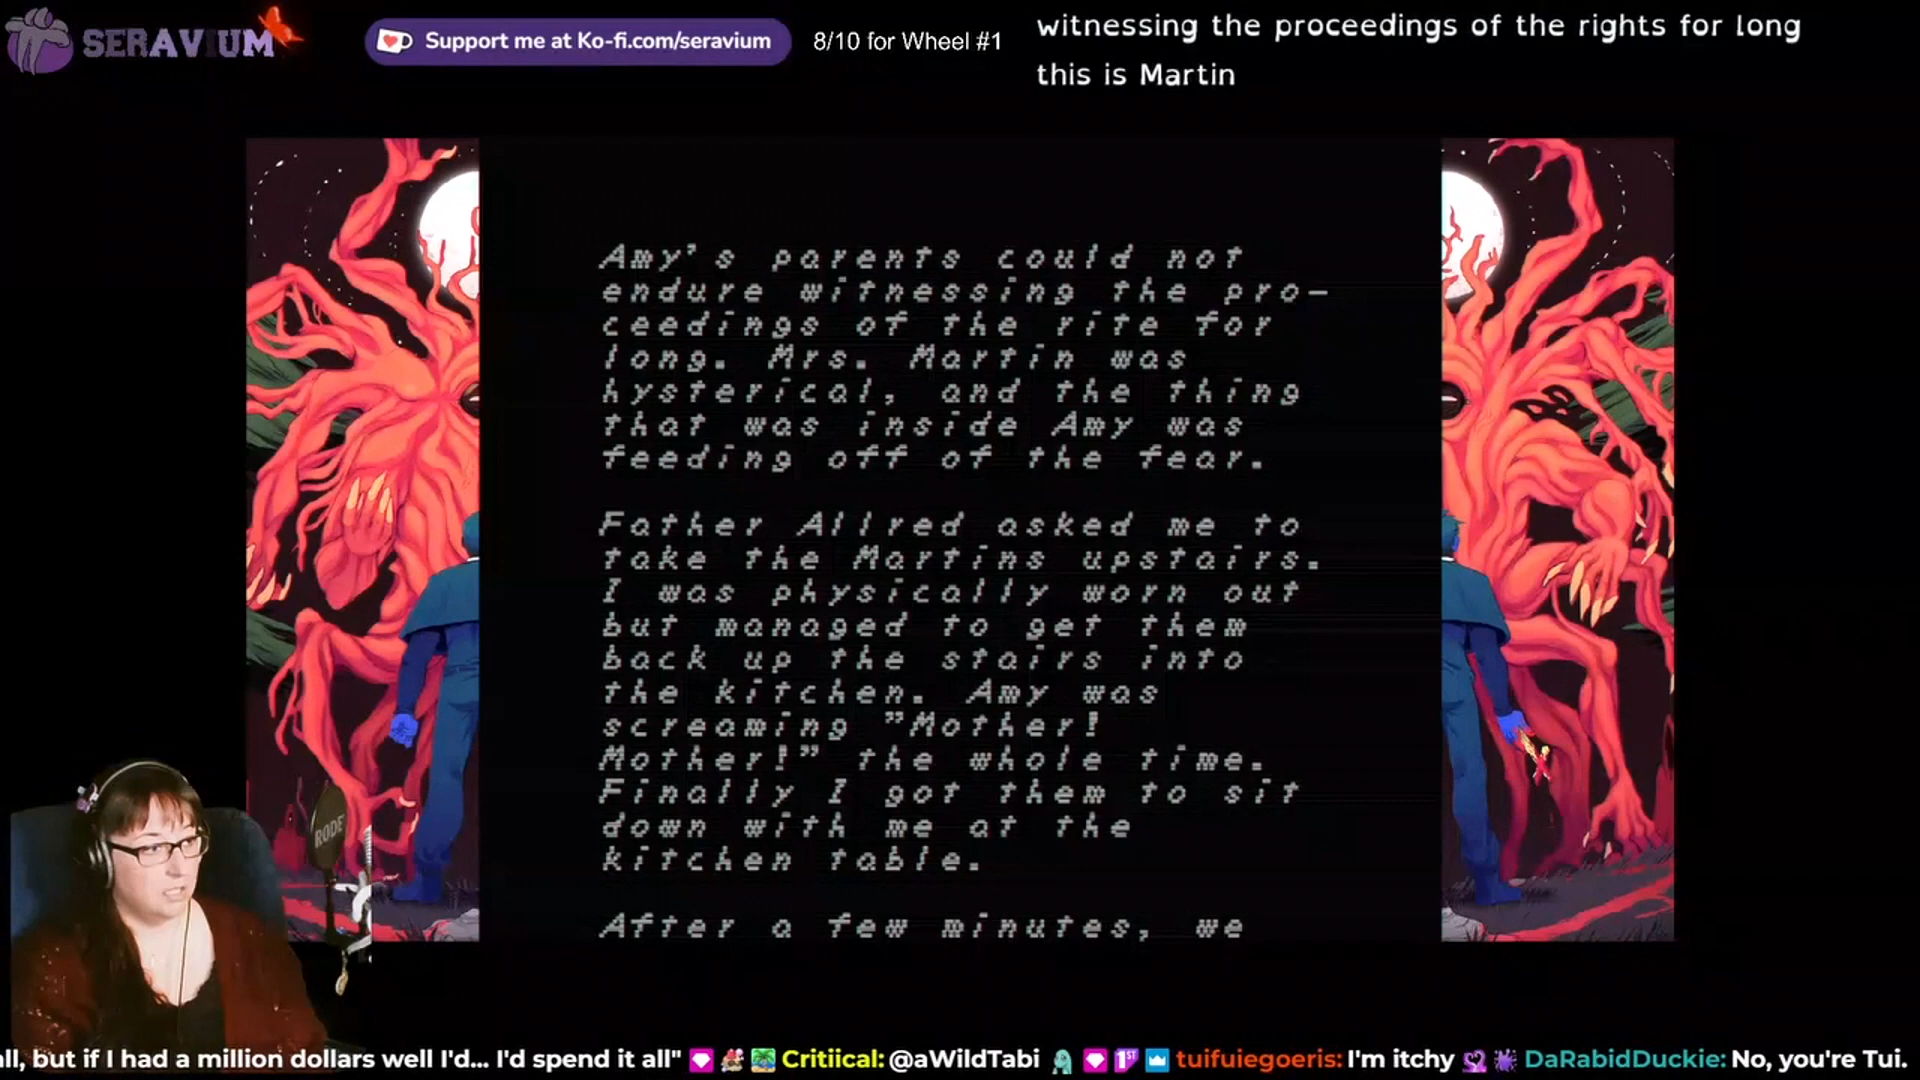 SERAVIUM
Support me at Ko-fi.com/seravium
8/10 for Wheel #1
witnessing the proceedings of the rights for long
this is Martin
Amy's parents could not
endure witnessing the pro-
ceedings of the rite for
long. Mrs. Martin was
hysterical, and the thing
that was inside Amy was
feeding off of the fear.
Father Allred asked me to
take the Martins upstairs.
I was physically worn out
but managed to get them
back up the stairs into
the kitchen. Amy was
screaming "Mother!
Mother!" the whole time.
Finally I got them to sit
down with me at the
kitchen table.
After a few minutes, we
RODE
all, but if I had a million dollars well I'd... I'd spend it all" Critiical: @aWildTabi 1ST tuifuiegoeris: I'm itchy DaRabidDuckie: No, you're Tui.